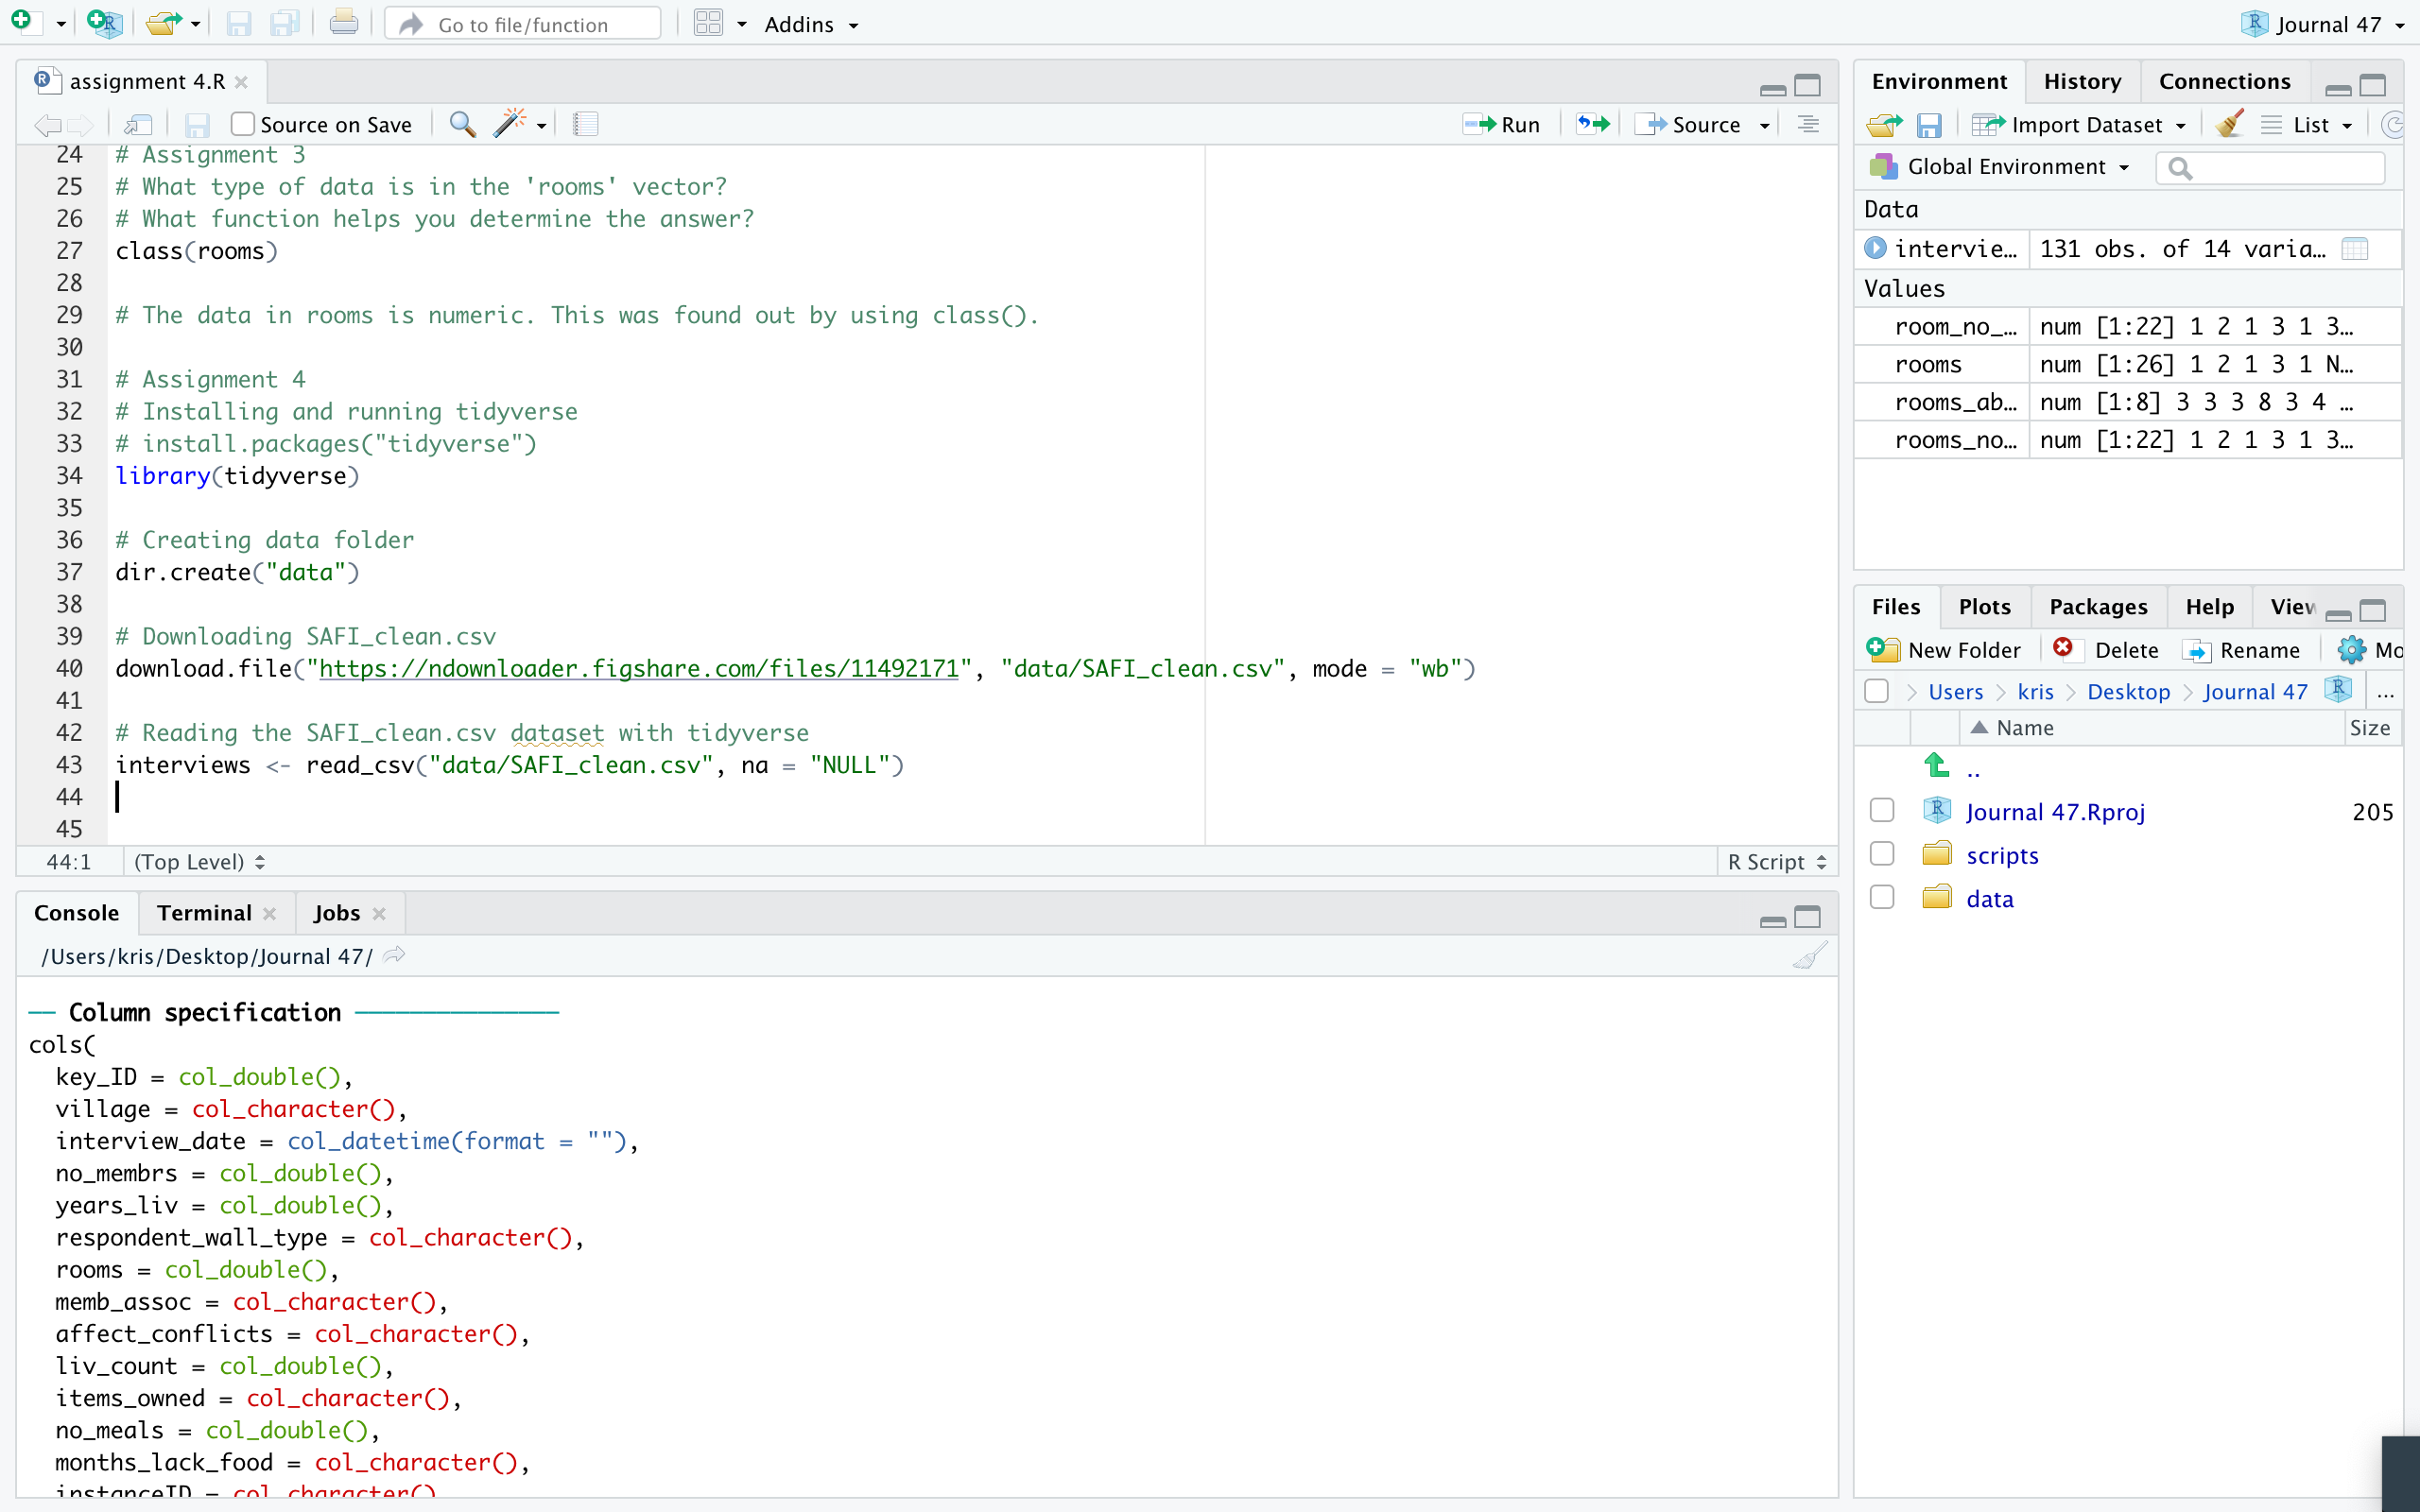 Go to file/function
Addins
Journal 47
assignment 4.R
Source on Save
Run
Source
24 # Assignment 3
25 # What type of data is in the 'rooms' vector?
26 # What function helps you determine the answer?
27 class(rooms)
28
29 # The data in rooms is numeric. This was found out by using class().
30
31 # Assignment 4
32 # Installing and running tidyverse
33 # install.packages("tidyverse")
34 library(tidyverse)
35
36 # Creating data folder
37 dir.create("data")
38
39 # Downloading SAFI_clean.csv
40 download.file("https://ndownloader.figshare.com/files/11492171", "data/SAFI_clean.csv", mode = "wb")
41
42 # Reading the SAFI_clean.csv dataset with tidyverse
43 interviews <- read_csv("data/SAFI_clean.csv", na = "NULL")
44
45
44:1 (Top Level) R Script
Console Terminal Jobs
/Users/kris/Desktop/Journal 47/
── Column specification ───────────────
cols(
  key_ID = col_double(),
  village = col_character(),
  interview_date = col_datetime(format = ""),
  no_membrs = col_double(),
  years_liv = col_double(),
  respondent_wall_type = col_character(),
  rooms = col_double(),
  memb_assoc = col_character(),
  affect_conflicts = col_character(),
  liv_count = col_double(),
  items_owned = col_character(),
  no_meals = col_double(),
  months_lack_food = col_character(),
  instanceID = col_character()
Environment History Connections
Import Dataset List
Global Environment
Data
intervie… 131 obs. of 14 varia…
Values
room_no_… num [1:22] 1 2 1 3 1 3…
rooms num [1:26] 1 2 1 3 1 N…
rooms_ab… num [1:8] 3 3 3 8 3 4 …
rooms_no… num [1:22] 1 2 1 3 1 3…
Files Plots Packages Help View
New Folder Delete Rename Mo
Users kris Desktop Journal 47 ...
Name Size
..
Journal 47.Rproj 205
scripts
data